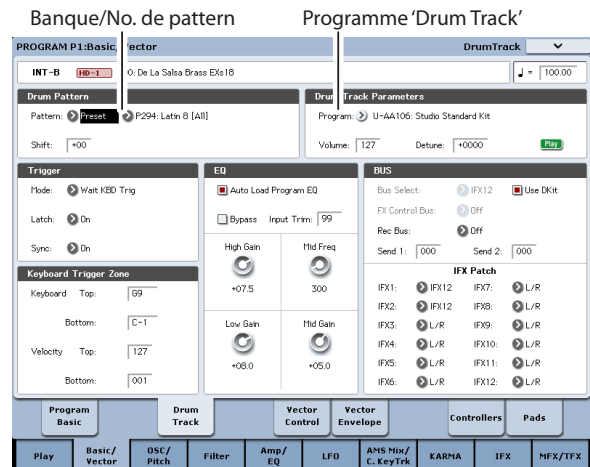 Banque/No. de pattern
Programme ‘Drum Track’
PROGRAM P1:Basic/Vector
DrumTrack
INT-B HD-1 0: De La Salsa Brass EXs18
♩ = 100.00
Drum Pattern
Pattern: Preset P294: Latin 8 [All]
Shift: +00
Drum Track Parameters
Program: U-AA106: Studio Standard Kit
Volume: 127 Detune: +0000 Play
Trigger
Mode: Wait KBD Trig
Latch: On
Sync: On
Keyboard Trigger Zone
Keyboard Top: G9
Bottom: C-1
Velocity Top: 127
Bottom: 001
EQ
Auto Load Program EQ
Bypass Input Trim: 99
High Gain Mid Freq
+07.5 300
Low Gain Mid Gain
+08.0 +05.0
BUS
Bus Select: IFX12 Use DKit
FX Control Bus: Off
Rec Bus: Off
Send 1: 000 Send 2: 000
IFX Patch
IFX1: IFX12 IFX7: L/R
IFX2: IFX12 IFX8: L/R
IFX3: L/R IFX9: L/R
IFX4: L/R IFX10: L/R
IFX5: L/R IFX11: L/R
IFX6: L/R IFX12: L/R
Program Basic
Drum Track
Vector Control
Vector Envelope
Controllers
Pads
Play
Basic/ Vector
OSC/ Pitch
Filter
Amp/ EQ
LFO
AMS Mix/ C. KeyTrk
KARMA
IFX
MFX/TFX